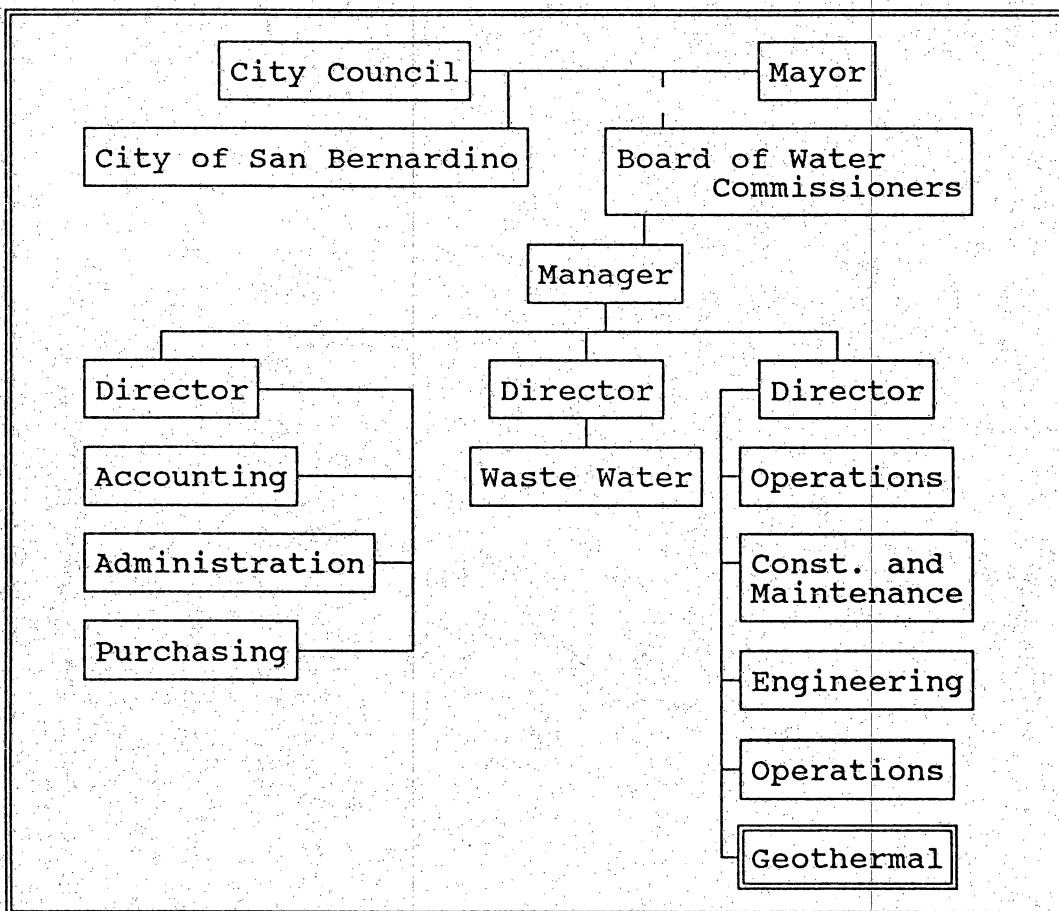 City Council
Mayor
City of San Bernardino
Board of Water
Commissioners
Manager
Director
Director
Director
Accounting
Waste Water
Operations
Administration
Const. and
Maintenance
Purchasing
Engineering
Operations
Geothermal